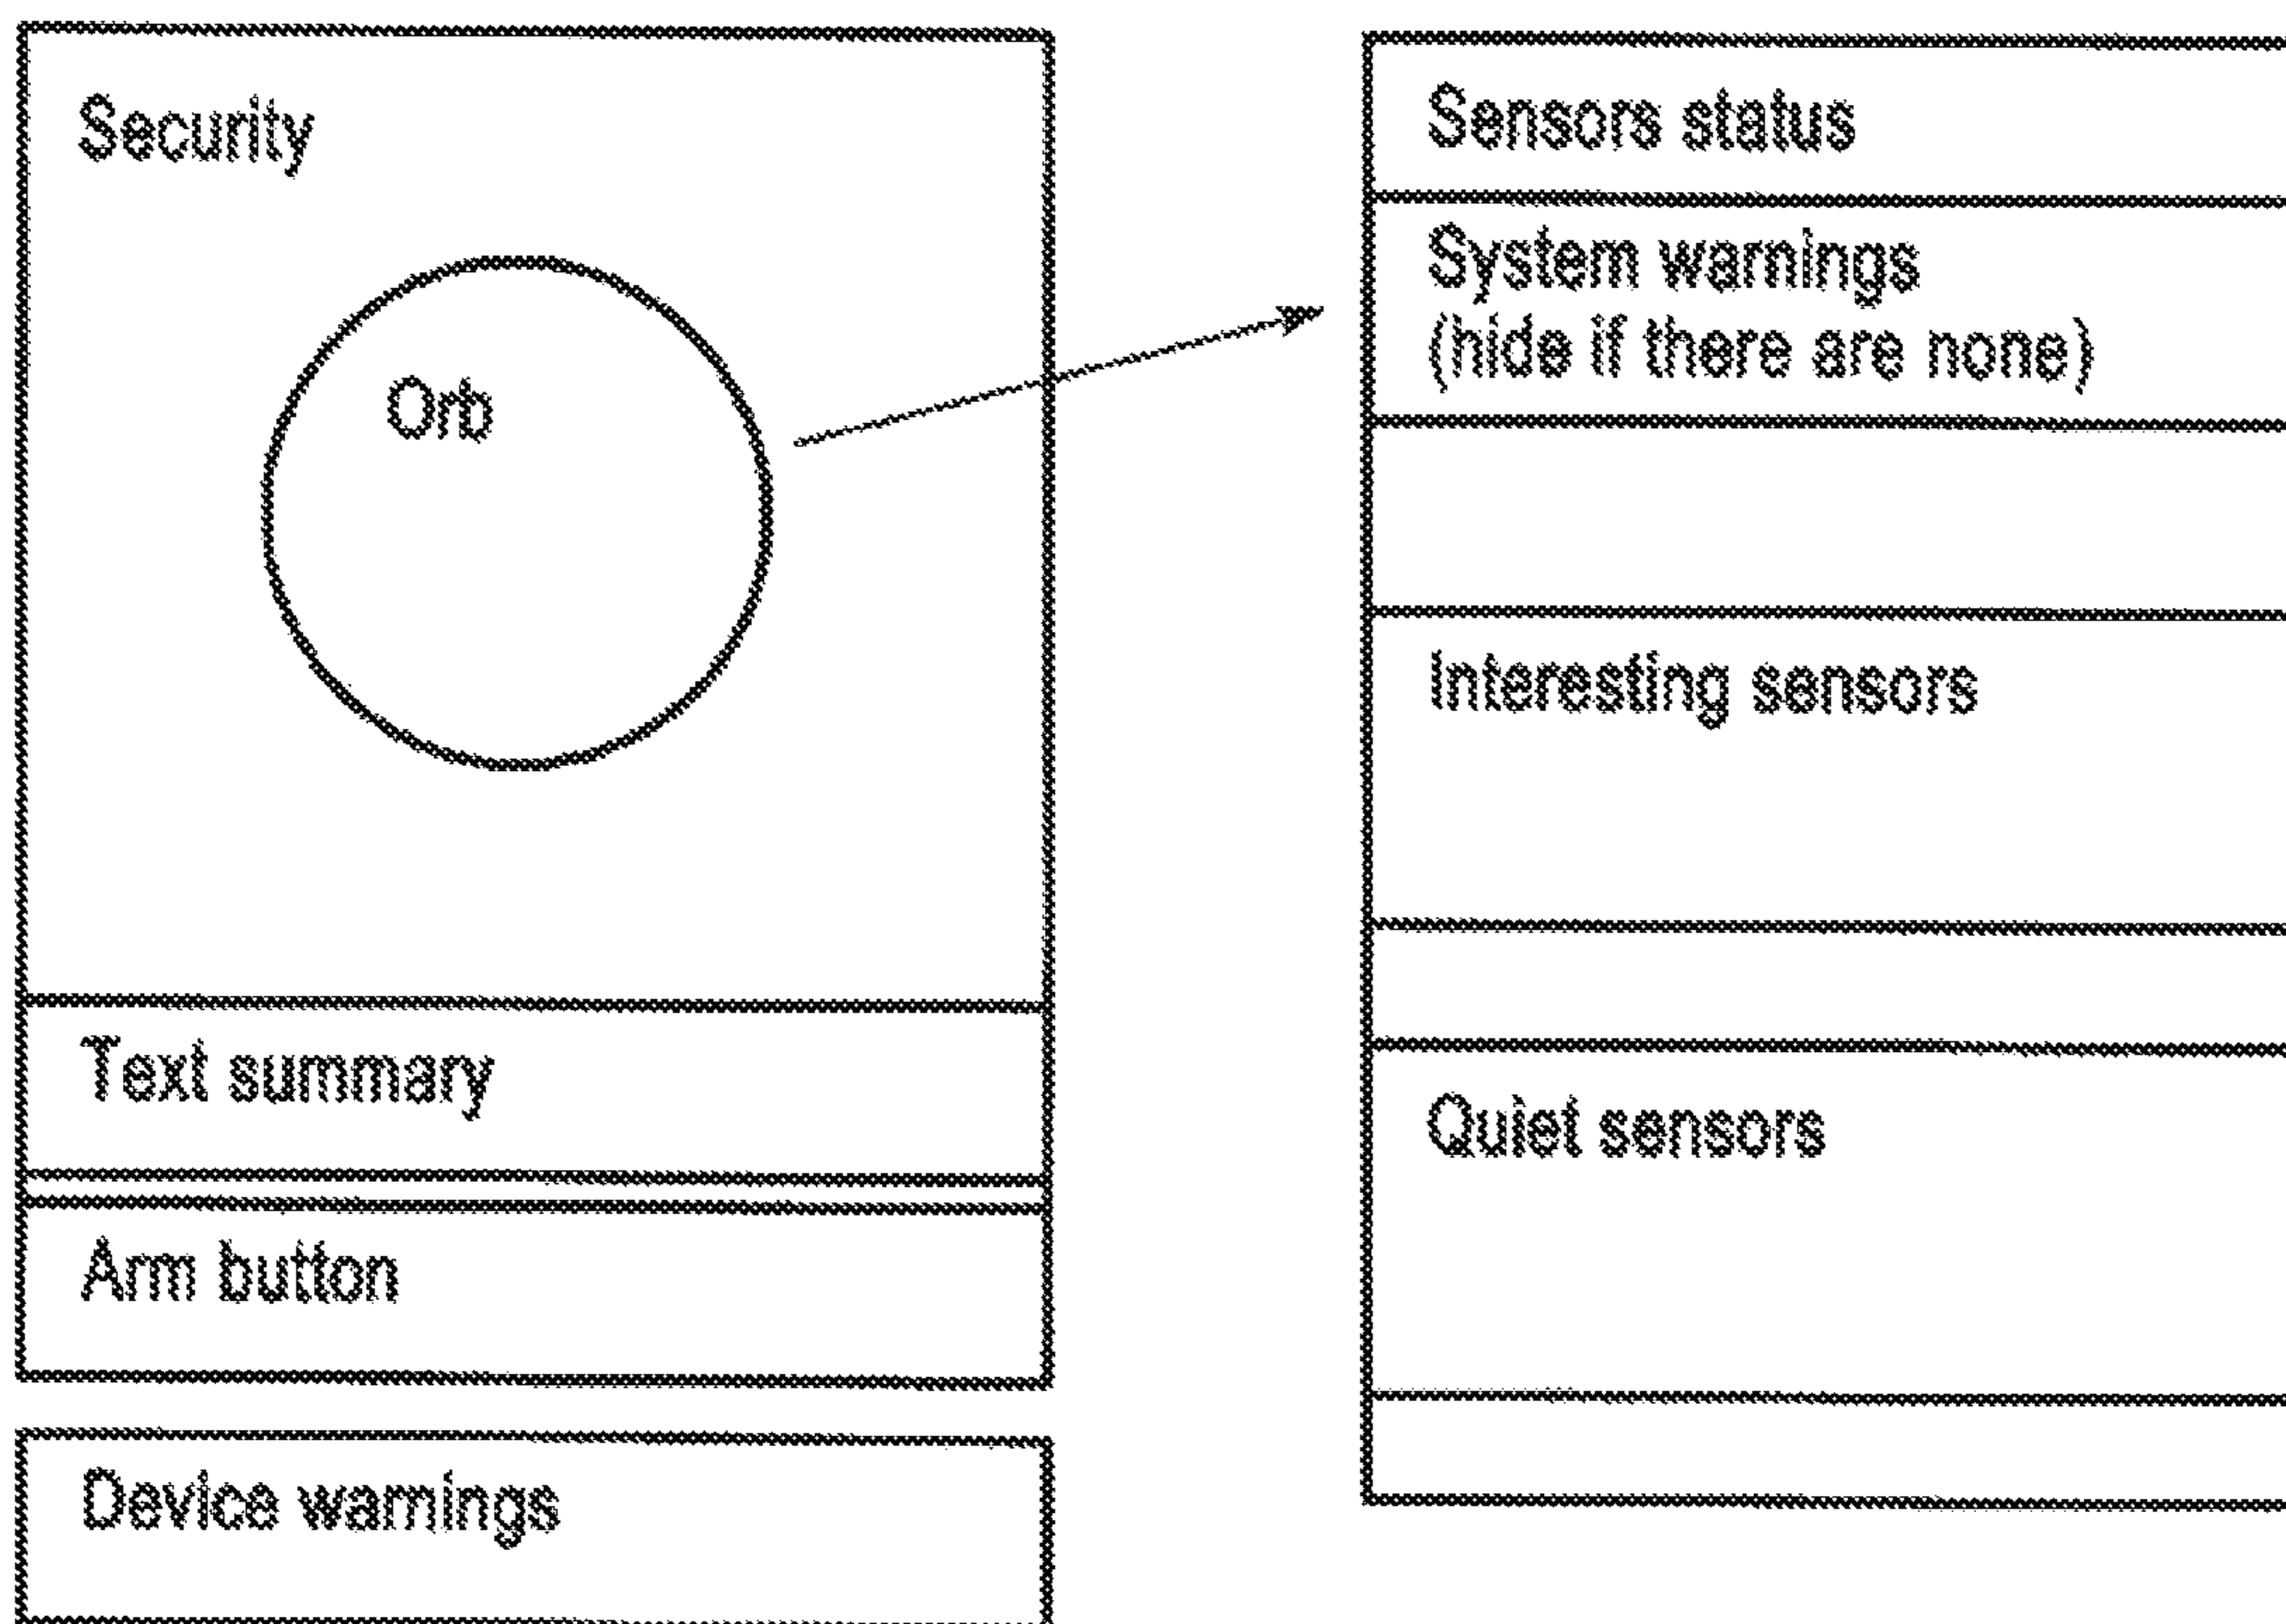 Security
Orb
Text summary
Arm button
Device warnings
Sensors status
System warnings
(hide if there are none)
Interesting sensors
Quiet sensors